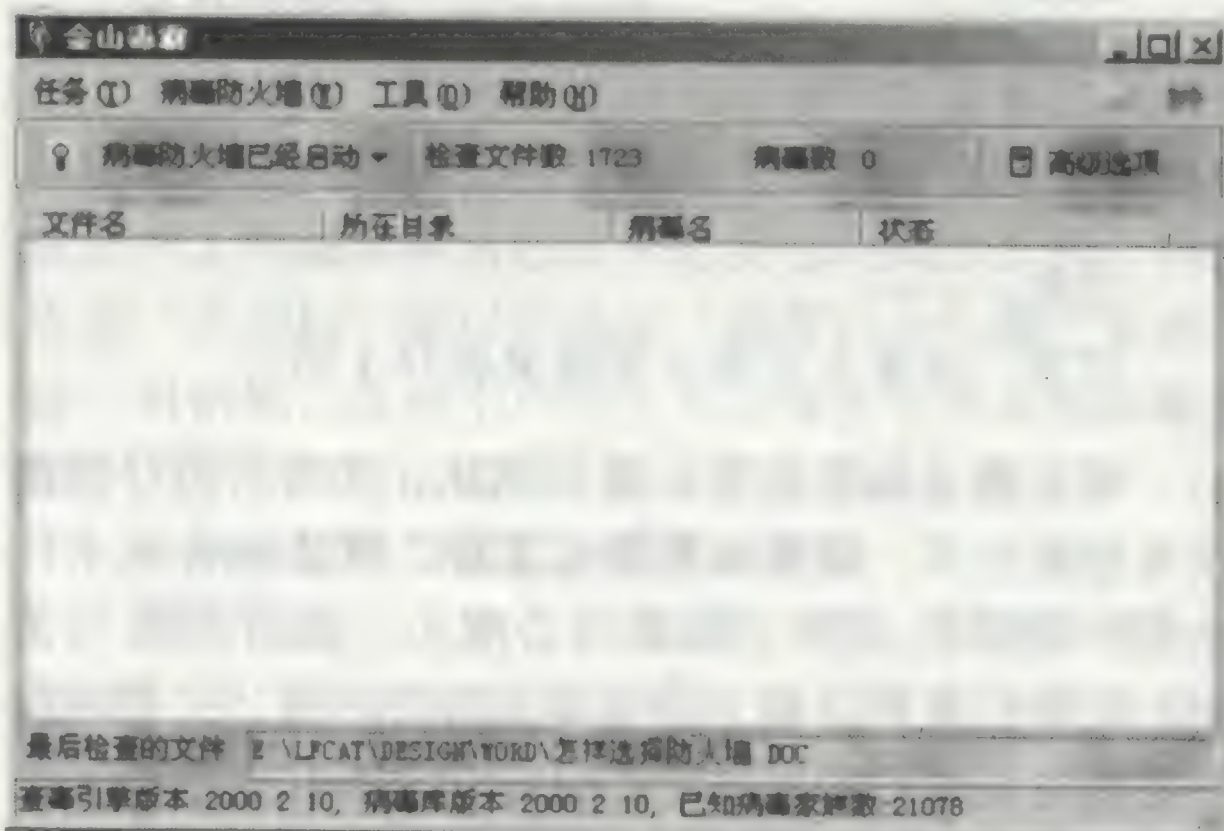 金山毒霸
任务(T) 病毒防火墙(V) 工具(Q) 帮助(H)
病毒防火墙已经启动 检查文件数 1723 病毒数 0 高级选项
文件名 所在目录 病毒名 状态
最后检查的文件 E \LFCAT\DESIGN\WORD\怎样选择防火墙 DOC
查毒引擎版本 2000 2 10, 病毒库版本 2000 2 10, 已知病毒家族数 21078